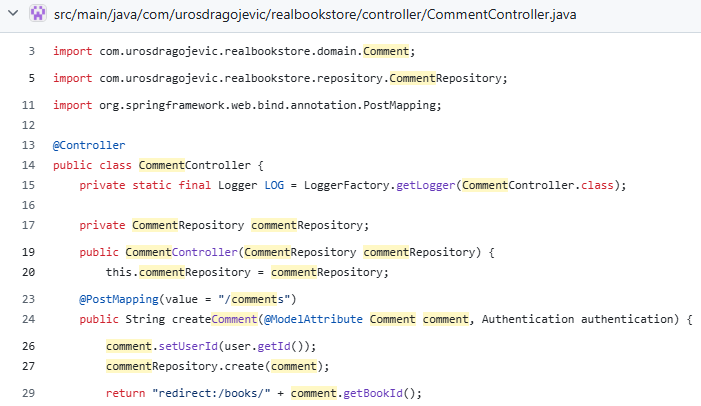 src/main/java/com/urosdragojevic/realbookstore/controller/CommentController.java
3 import com.urosdragojevic.realbookstore.domain.Comment;
5 import com.urosdragojevic.realbookstore.repository.CommentRepository;
11 import org.springframework.web.bind.annotation.PostMapping;
12
13 @Controller
14 public class CommentController {
15 private static final Logger LOG = LoggerFactory.getLogger(CommentController.class);
16
17 private CommentRepository commentRepository;
19 public CommentController(CommentRepository commentRepository) {
20 this.commentRepository = commentRepository;
23 @PostMapping(value = "/comments")
24 public String createComment(@ModelAttribute Comment comment, Authentication authentication) {
26 comment.setUserId(user.getId());
27 commentRepository.create(comment);
29 return "redirect:/books/" + comment.getBookId();